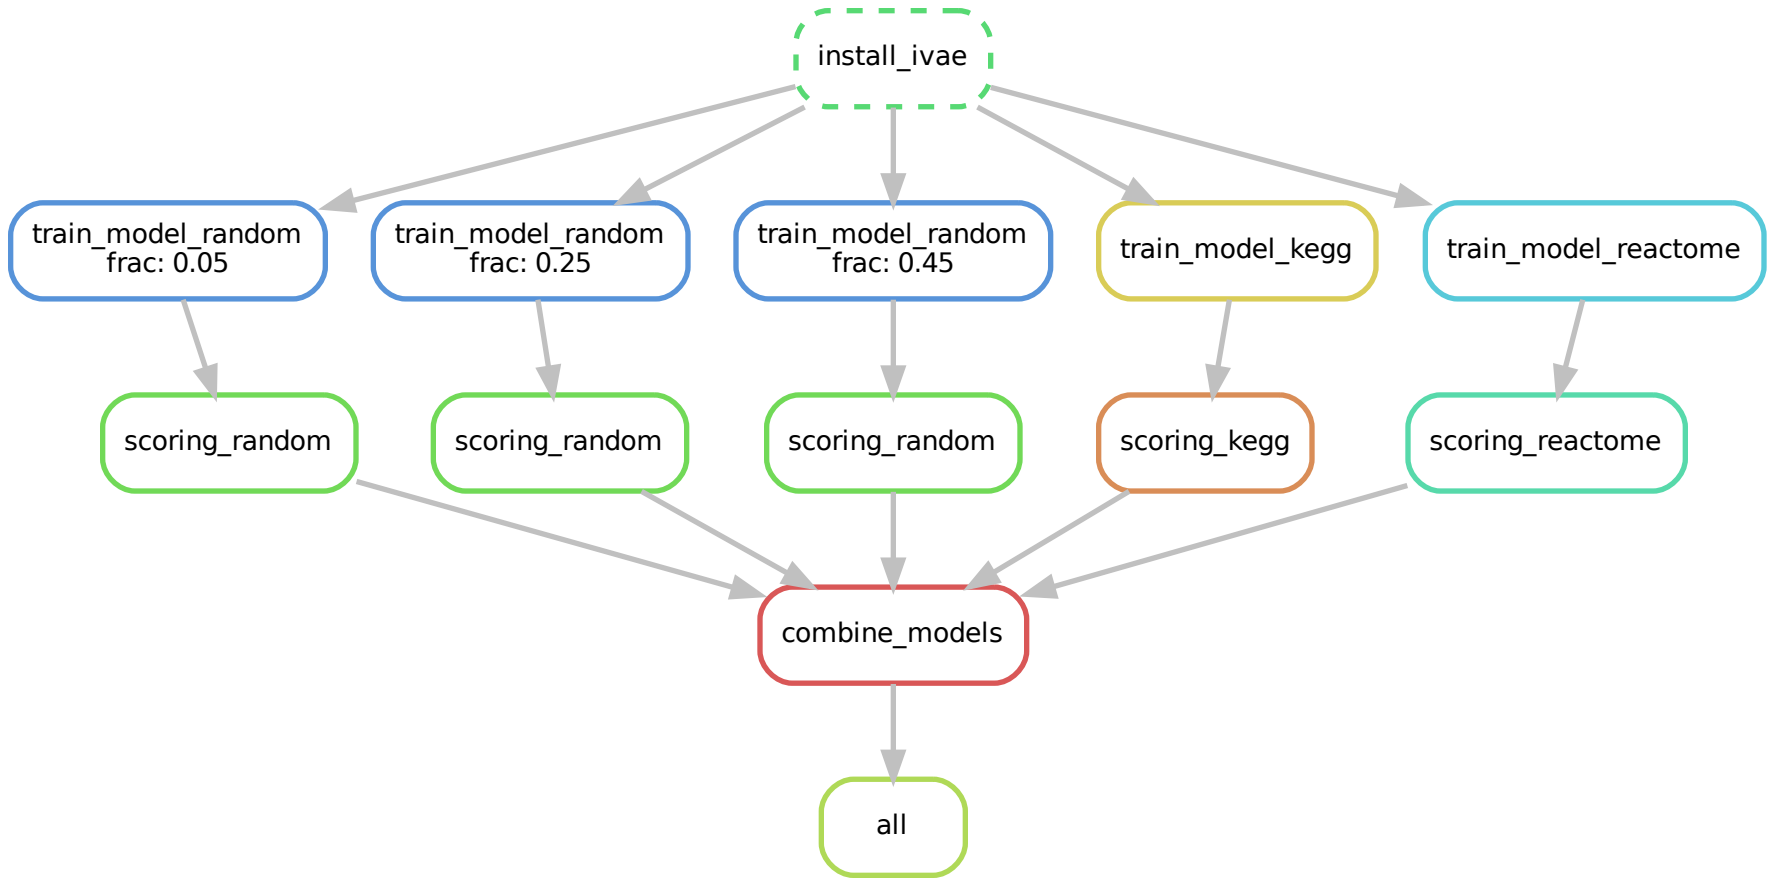 install_ivae
train_model_random
frac: 0.05
train_model_random
frac: 0.25
train_model_random
frac: 0.45
train_model_kegg
train_model_reactome
scoring_random
scoring_random
scoring_random
scoring_kegg
scoring_reactome
combine_models
all